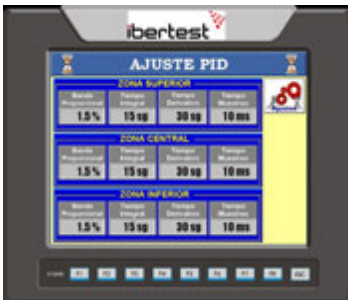 ibertest
AJUSTE PID
ZONA SUPERIOR
Banda Proporcional Tiempo Integral Tiempo Derivativo Tiempo Muestreo
1.5% 15 sg 30 sg 10 ms
ZONA CENTRAL
Banda Proporcional Tiempo Integral Tiempo Derivativo Tiempo Muestreo
1.5% 15 sg 30 sg 10 ms
ZONA INFERIOR
Banda Proporcional Tiempo Integral Tiempo Derivativo Tiempo Muestreo
1.5% 15 sg 30 sg 10 ms
F1 F2 F3 F4 F5 F6 F7 F8 ESC